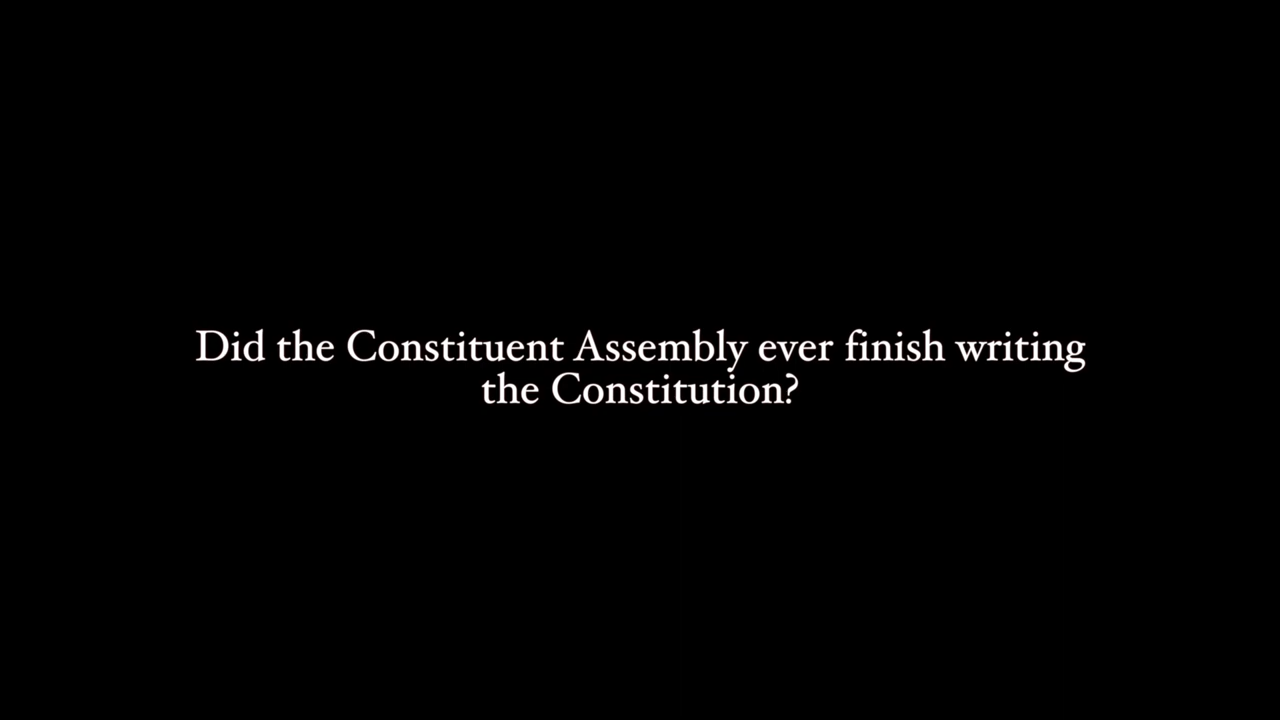 Did the Constituent Assembly ever finish writing
the Constitution?